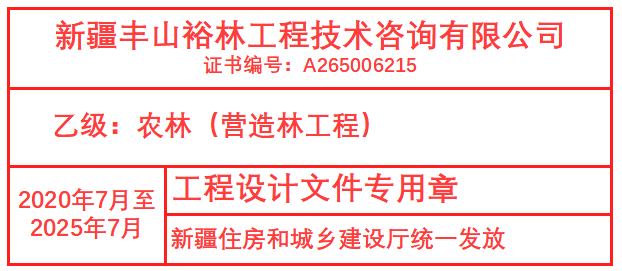 新疆丰山裕林工程技术咨询有限公司
证书编号：A265006215
乙级：农林（营造林工程）
2020年7月至
2025年7月
工程设计文件专用章
新疆住房和城乡建设厅统一发放